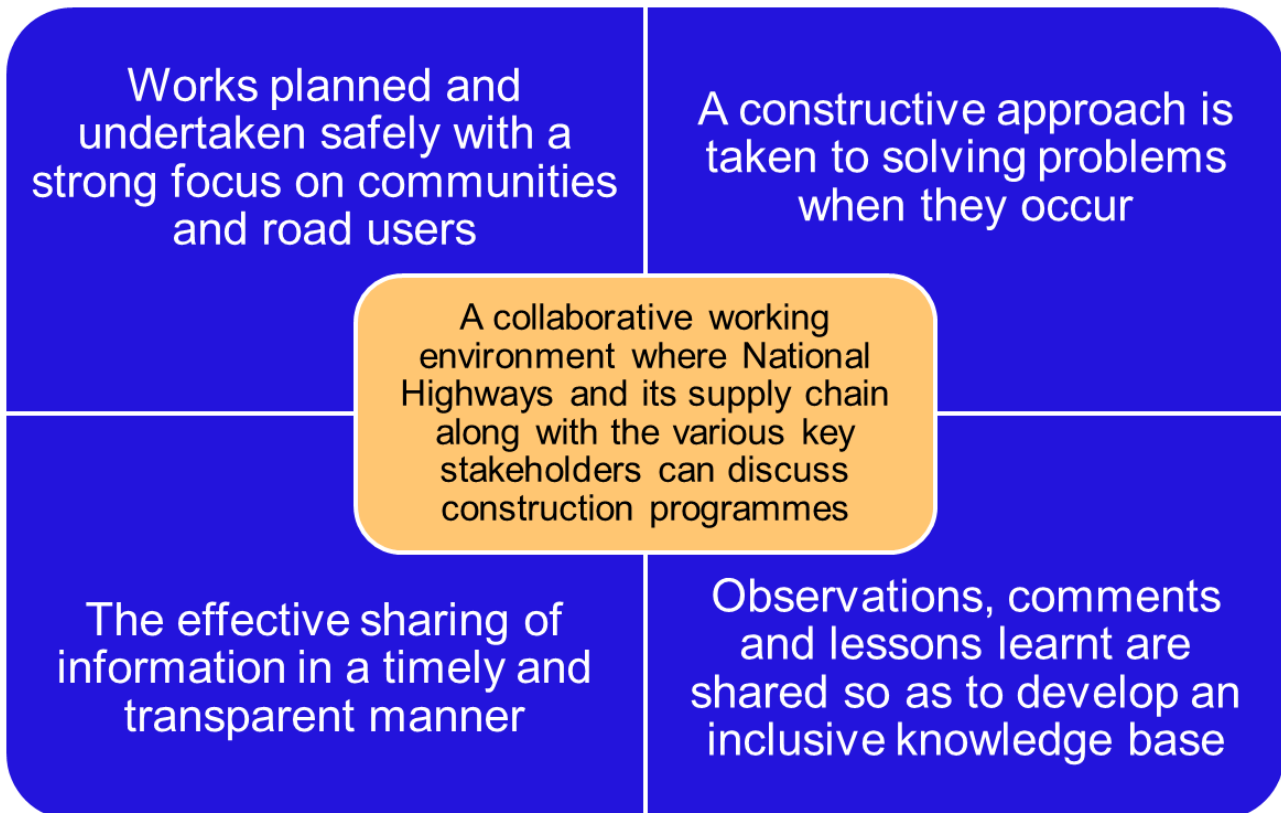 Works planned and
undertaken safely with a
strong focus on communities
and road users
A constructive approach is
taken to solving problems
when they occur
A collaborative working
environment where National
Highways and its supply chain
along with the various key
stakeholders can discuss
construction programmes
The effective sharing of
information in a timely and
transparent manner
Observations, comments
and lessons learnt are
shared so as to develop an
inclusive knowledge base